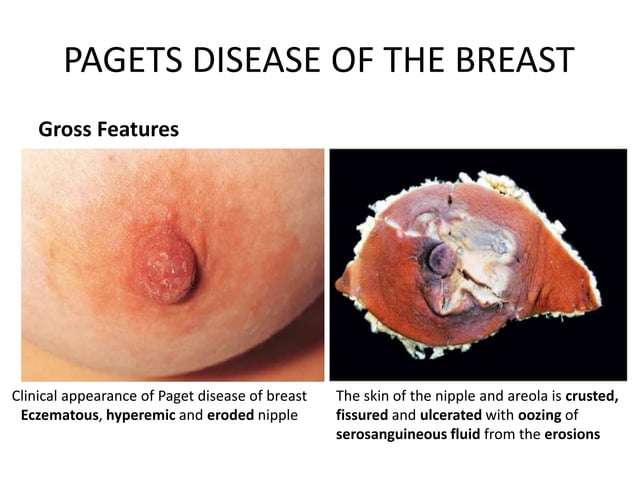 PAGETS DISEASE OF THE BREAST
Gross Features
Clinical appearance of Paget disease of breast
Eczematous, hyperemic and eroded nipple
The skin of the nipple and areola is crusted,
fissured and ulcerated with oozing of
serosanguineous fluid from the erosions